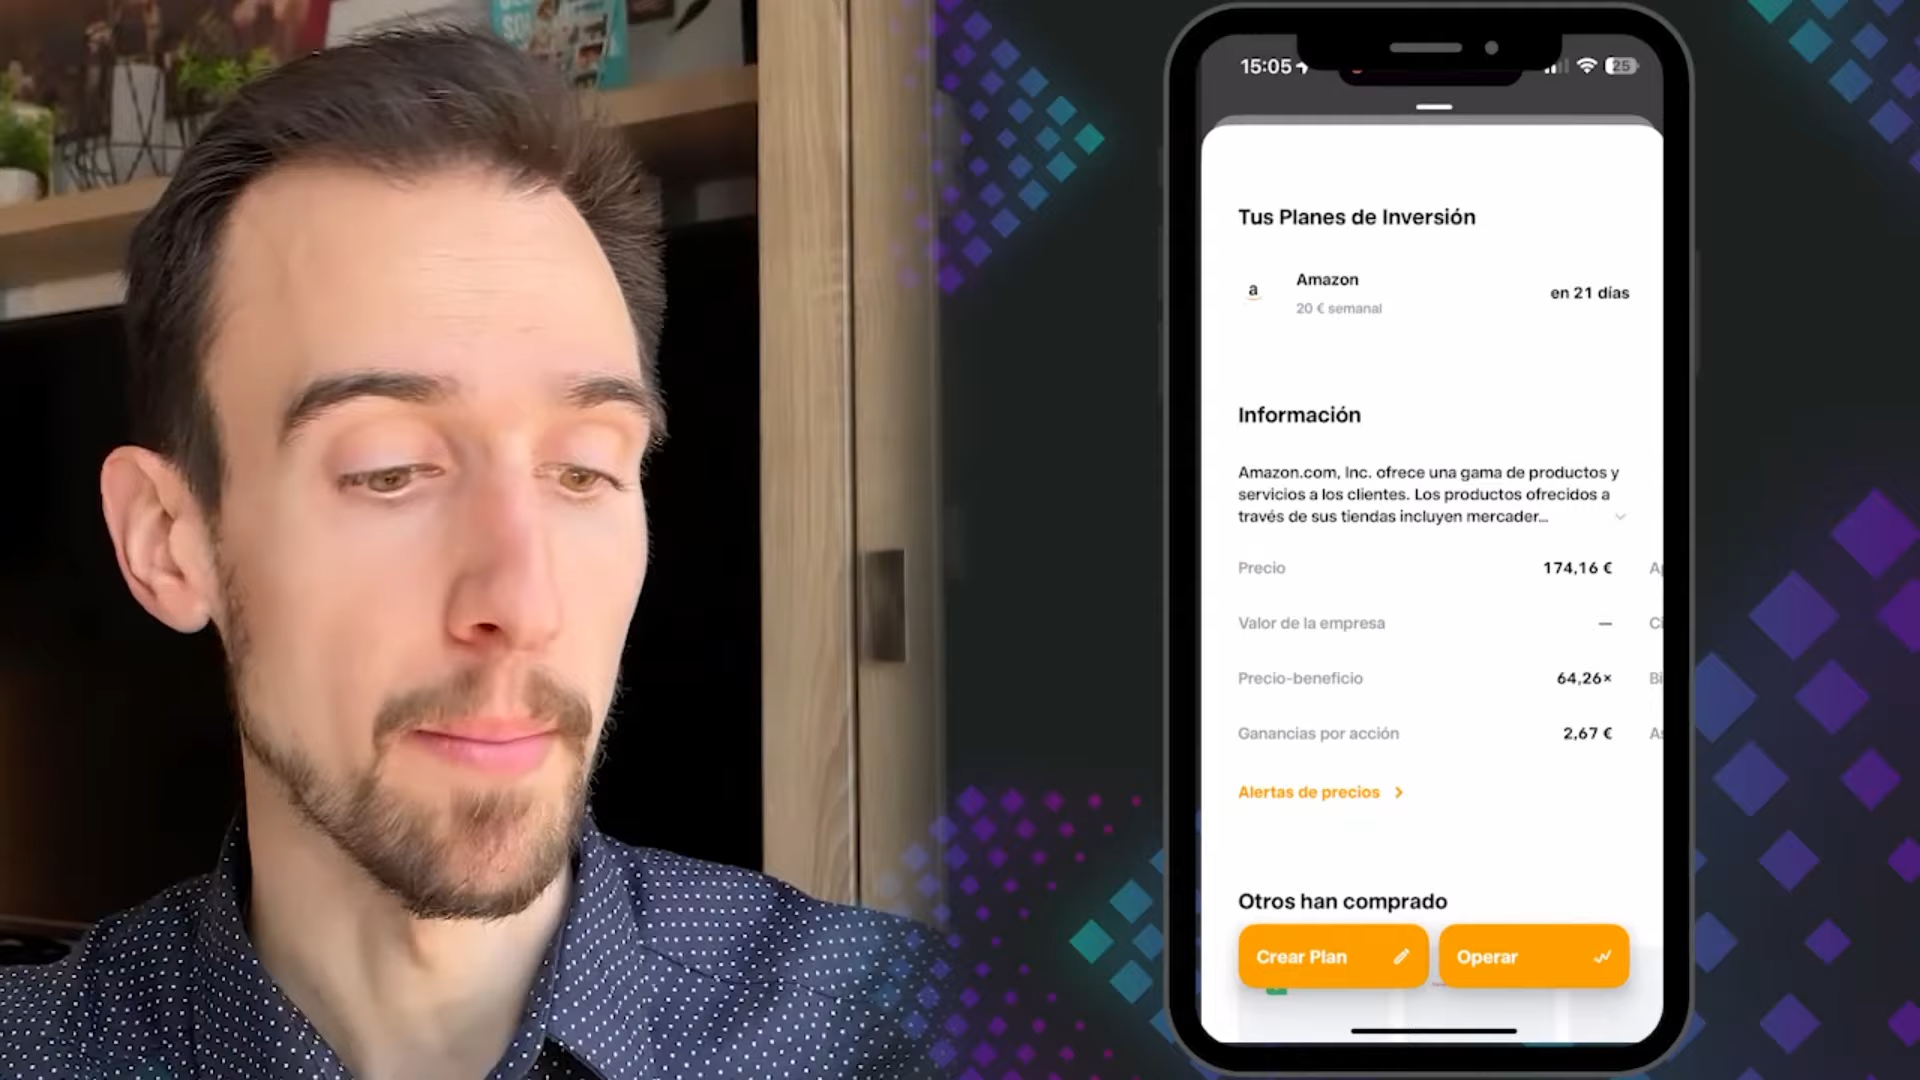 15:05
25
Tus Planes de Inversión
a
Amazon
20 € semanal
en 21 días
Información
Amazon.com, Inc. ofrece una gama de productos y
servicios a los clientes. Los productos ofrecidos a
través de sus tiendas incluyen mercader...
Precio 174,16 €
Valor de la empresa –
Precio-beneficio 64,26×
Ganancias por acción 2,67 €
Alertas de precios
Otros han comprado
Crear Plan
Operar